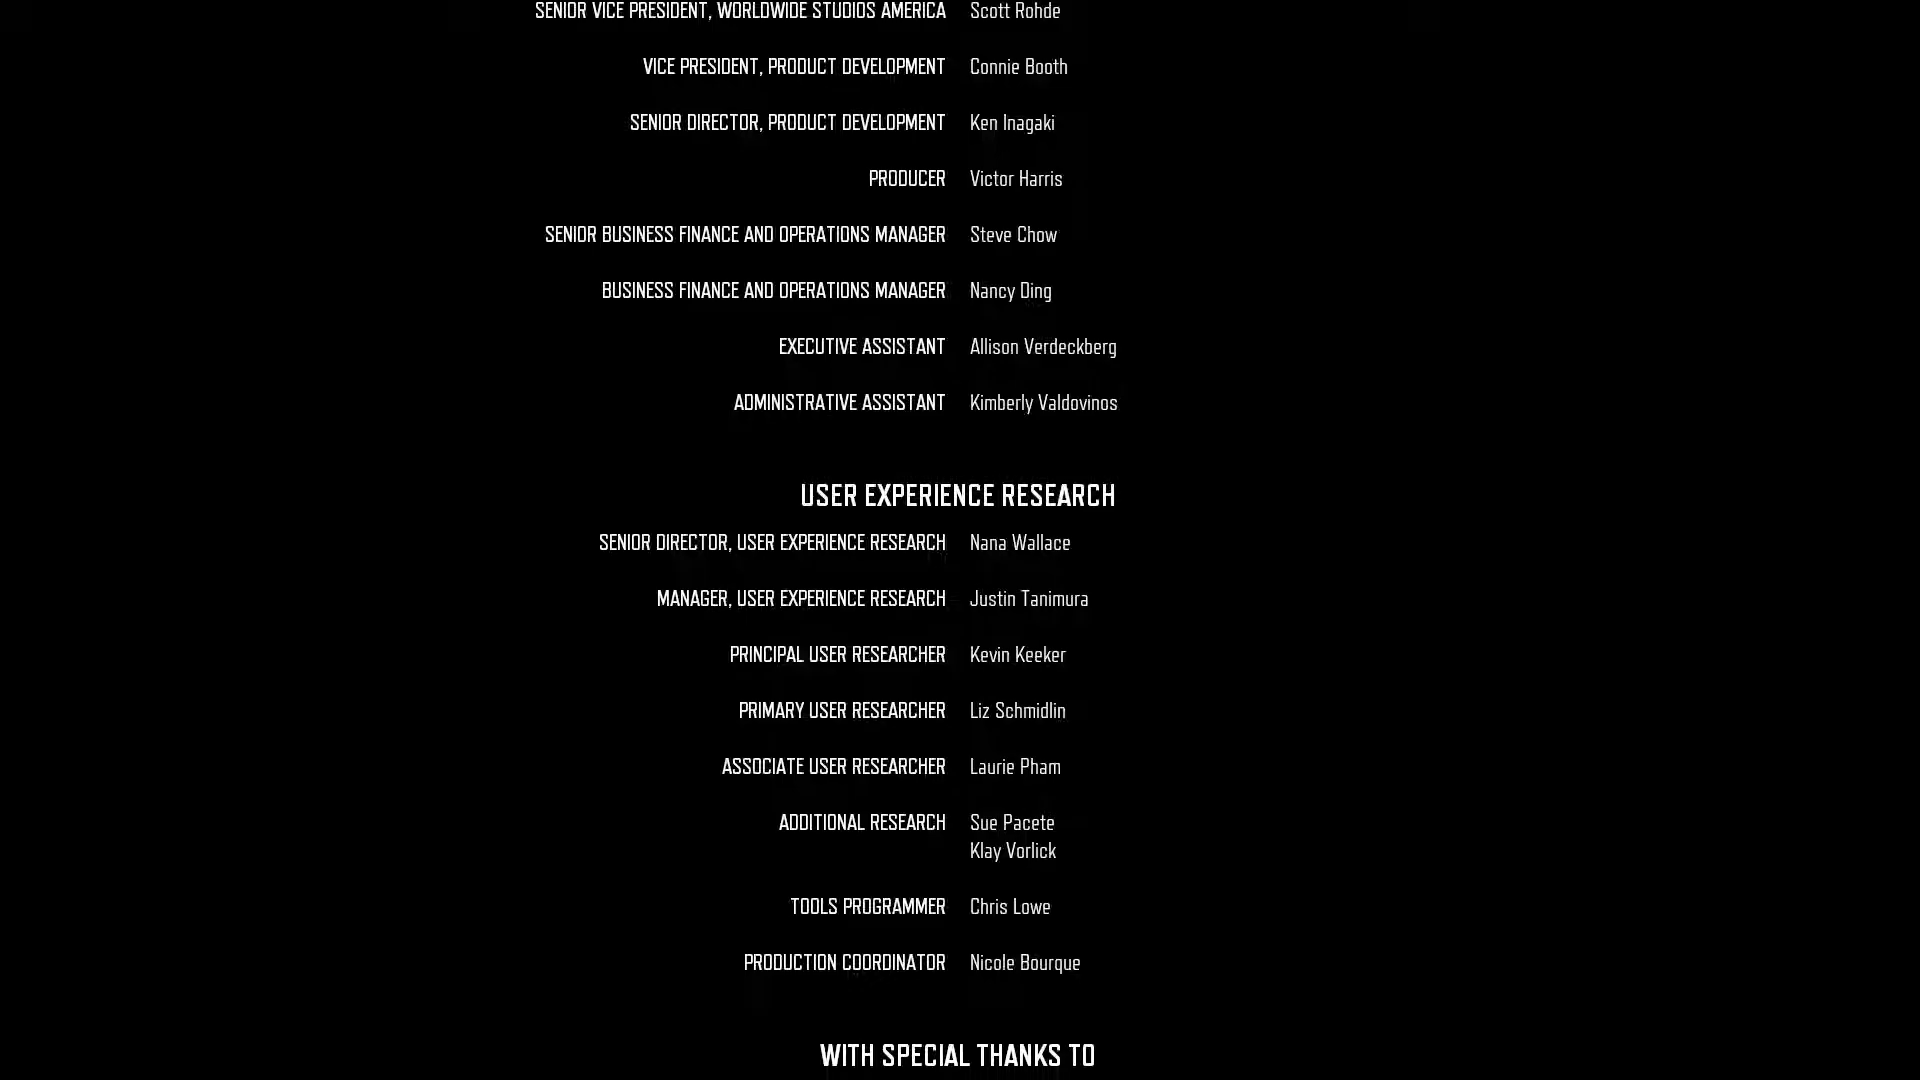 SENIOR VICE PRESIDENT, WORLDWIDE STUDIOS AMERICA Scott Rohde
VICE PRESIDENT, PRODUCT DEVELOPMENT Connie Booth
SENIOR DIRECTOR, PRODUCT DEVELOPMENT Ken Inagaki
PRODUCER Victor Harris
SENIOR BUSINESS FINANCE AND OPERATIONS MANAGER Steve Chow
BUSINESS FINANCE AND OPERATIONS MANAGER Nancy Ding
EXECUTIVE ASSISTANT Allison Verdeckberg
ADMINISTRATIVE ASSISTANT Kimberly Valdovinos
USER EXPERIENCE RESEARCH
SENIOR DIRECTOR, USER EXPERIENCE RESEARCH Nana Wallace
MANAGER, USER EXPERIENCE RESEARCH Justin Tanimura
PRINCIPAL USER RESEARCHER Kevin Keeker
PRIMARY USER RESEARCHER Liz Schmidlin
ASSOCIATE USER RESEARCHER Laurie Pham
ADDITIONAL RESEARCH Sue Pacete
Klay Vorlick
TOOLS PROGRAMMER Chris Lowe
PRODUCTION COORDINATOR Nicole Bourque
WITH SPECIAL THANKS TO